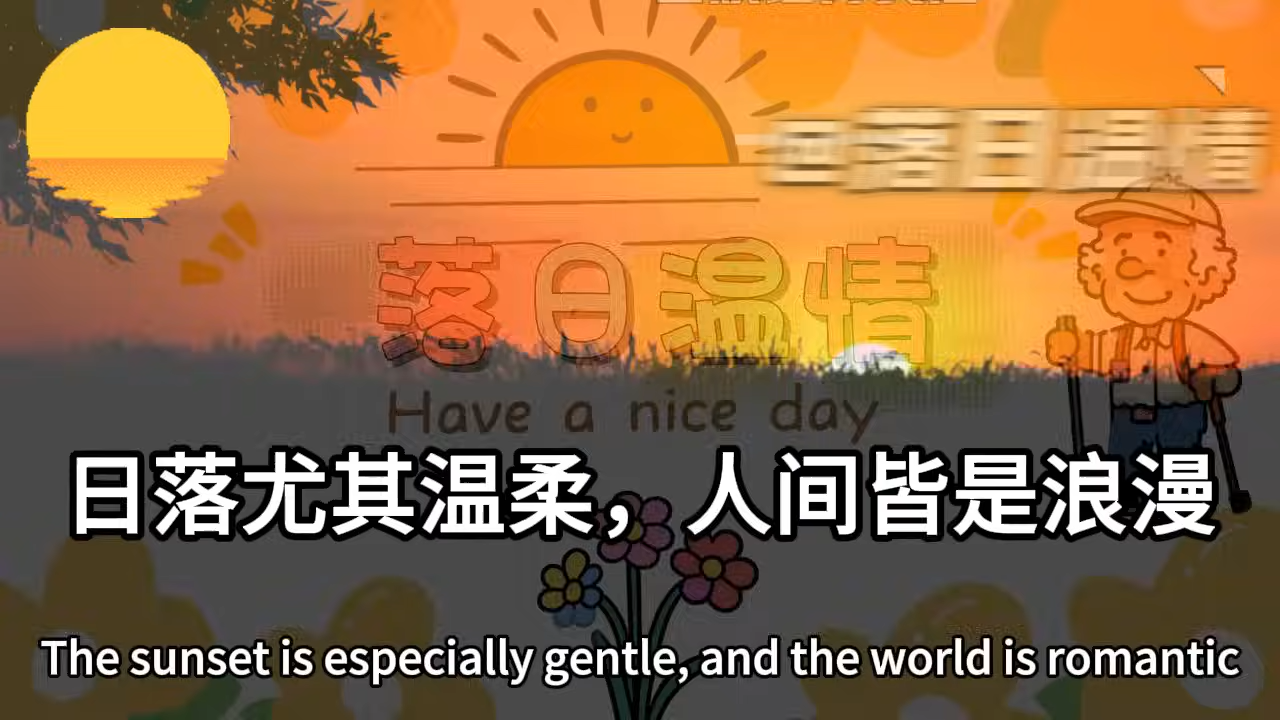 落日温情
落日温情
Have a nice day
日落尤其温柔，人间皆是浪漫
The sunset is especially gentle, and the world is romantic